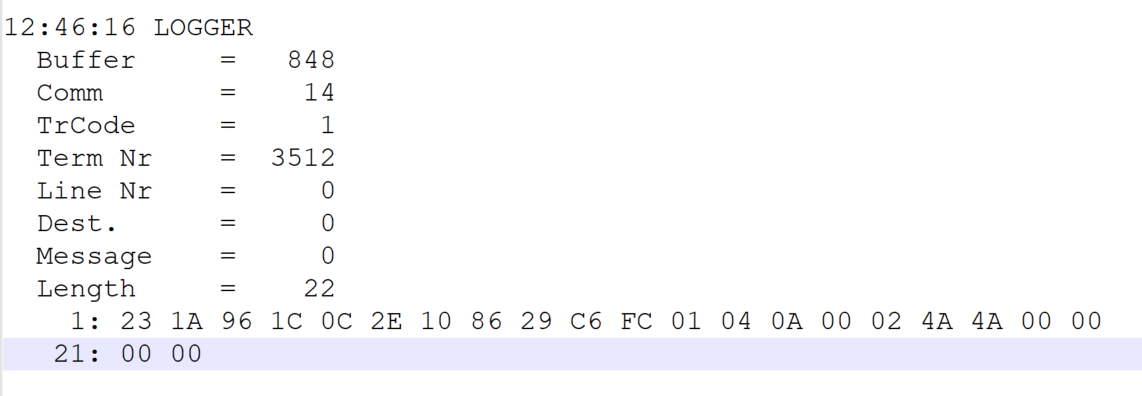 12:46:16 LOGGER
Buffer = 848
Comm = 14
TrCode = 1
Term Nr = 3512
Line Nr = 0
Dest. = 0
Message = 0
Length = 22
1: 23 1A 96 1C 0C 2E 10 86 29 C6 FC 01 04 0A 00 02 4A 4A 00 00
21: 00 00